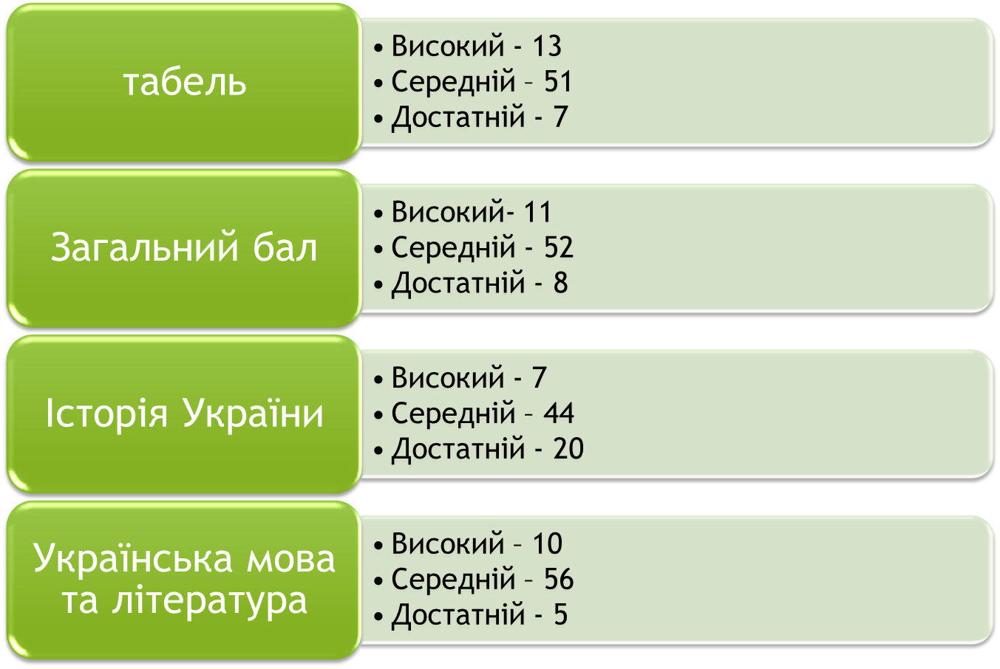 табель
• Високий - 13
• Середній – 51
• Достатній - 7
Загальний бал
• Високий- 11
• Середній - 52
• Достатній - 8
Історія України
• Високий - 7
• Середній – 44
• Достатній - 20
Українська мова
та література
• Високий – 10
• Середній – 56
• Достатній - 5